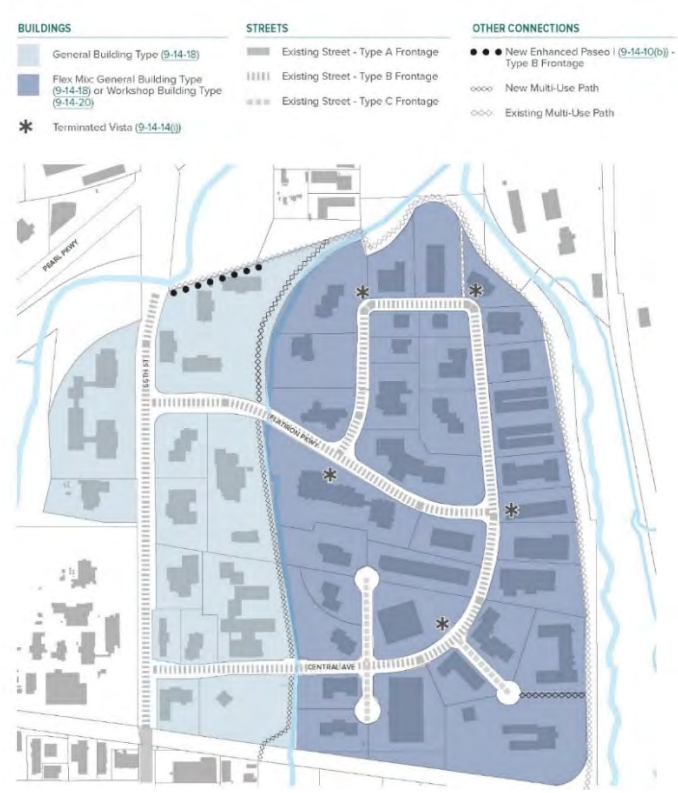 BUILDINGS
General Building Type (9-14-18)
Flex Mix: General Building Type
(9-14-18) or Workshop Building Type
(9-14-20)
Terminated Vista (9-14-14(i))
STREETS
Existing Street - Type A Frontage
Existing Street - Type B Frontage
Existing Street - Type C Frontage
OTHER CONNECTIONS
New Enhanced Paseo | (9-14-10(b)) -
Type B Frontage
New Multi-Use Path
Existing Multi-Use Path
PEARL PKWY
55TH ST
FLATIRON PKWY
CENTRAL AVE